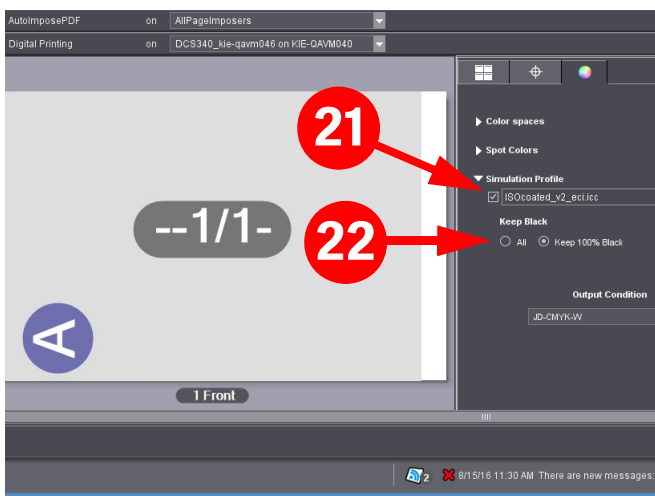 AutoImposePDF on AllPageImposers
Digital Printing on DCS340_kie-qavm046 on KIE-QAVM040
21
Color spaces
Spot Colors
Simulation Profile
ISOcoated_v2_eci.icc
--1/1-
22
Keep Black
All Keep 100% Black
Output Condition
JD-CMYK-W
A
1 Front
2 8/15/16 11:30 AM There are new messages: